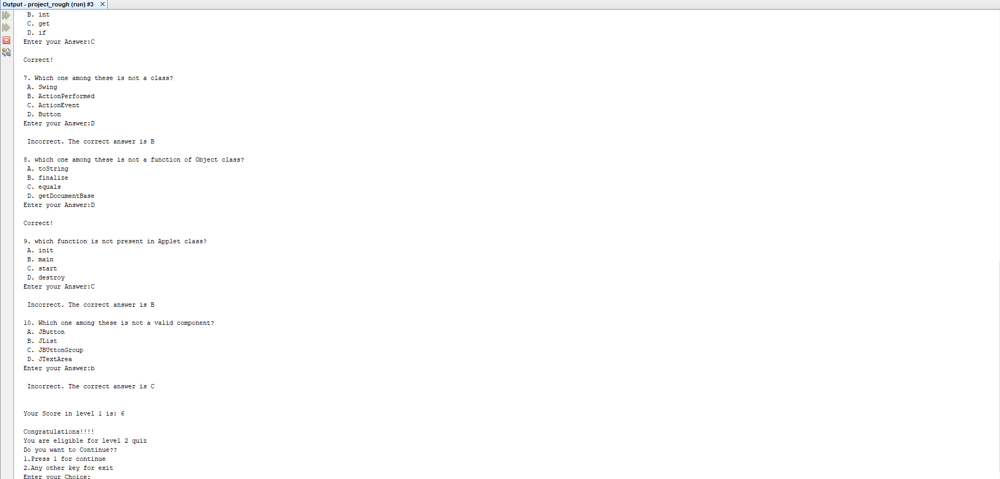 Output - project_rough (run) #3
B. int
C. get
D. if
Enter your Answer:C
Correct!
7. Which one among these is not a class?
A. Swing
B. ActionPerformed
C. ActionEvent
D. Button
Enter your Answer:D
Incorrect. The correct answer is B
8. which one among these is not a function of Object class?
A. toString
B. finalize
C. equals
D. getDocumentBase
Enter your Answer:D
Correct!
9. which function is not present in Applet class?
A. init
B. main
C. start
D. destroy
Enter your Answer:C
Incorrect. The correct answer is B
10. Which one among these is not a valid component?
A. JButton
B. JList
C. JBUttonGroup
D. JTextArea
Enter your Answer:b
Incorrect. The correct answer is C
Your Score in level 1 is: 6
Congratulations!!!!
You are eligible for level 2 quiz
Do you want to Continue??
1.Press 1 for continue
2.Any other key for exit
Enter your Choice: